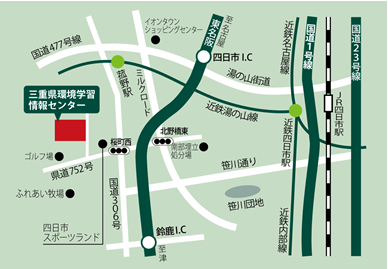 イオンタウン
ショッピングセンター
至名古屋
東名阪
国道477号線
菰野駅
ミルクロード
四日市I.C
湯の山街道
近鉄名古屋線
国道1号線
国道23号線
三重県環境学習
情報センター
近鉄湯の山線
JR四日市駅
桜町西
北野橋東
ゴルフ場
南部埋立
処分場
近鉄四日市駅
県道752号
笹川通り
ふれあい牧場
国道306号
笹川団地
四日市
スポーツランド
鈴鹿I.C
至津
近鉄内部線